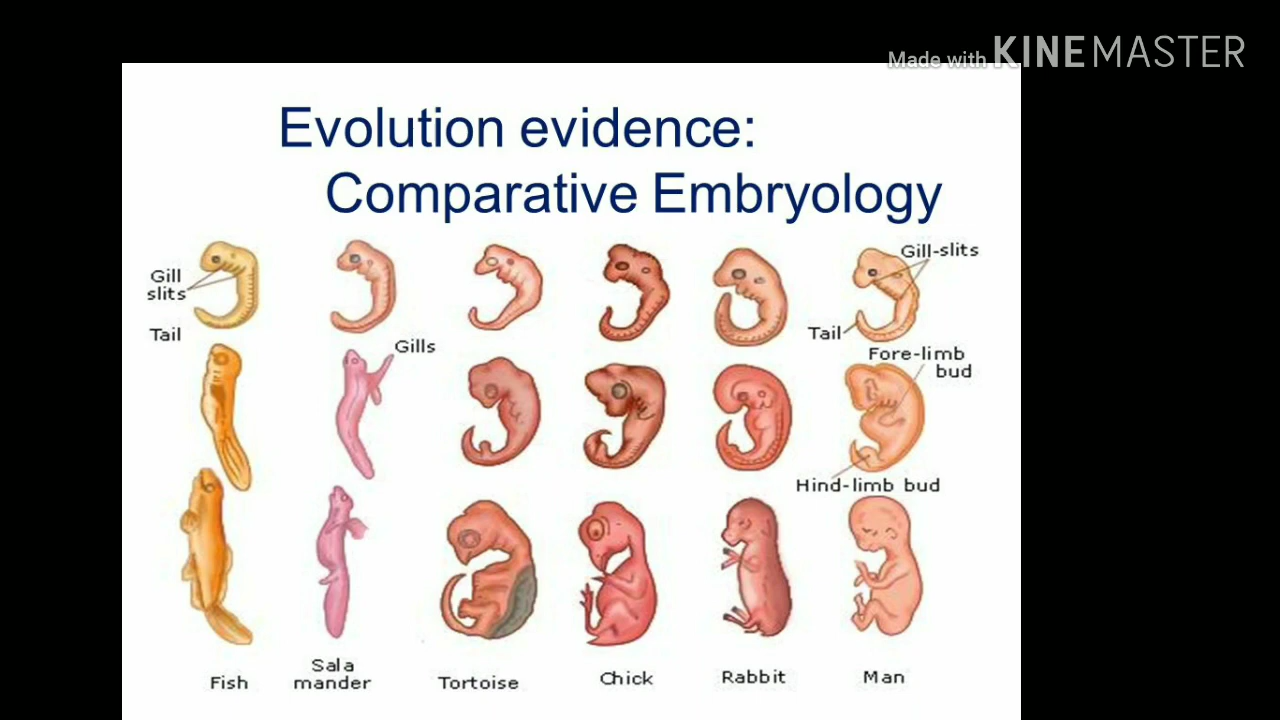 Made with KINEMASTER
Evolution evidence:
Comparative Embryology
Gill
slits
Tail
Gills
Gill-slits
Tail
Fore-limb
bud
Hind-limb bud
Fish
Sala
mander
Tortoise
Chick
Rabbit
Man